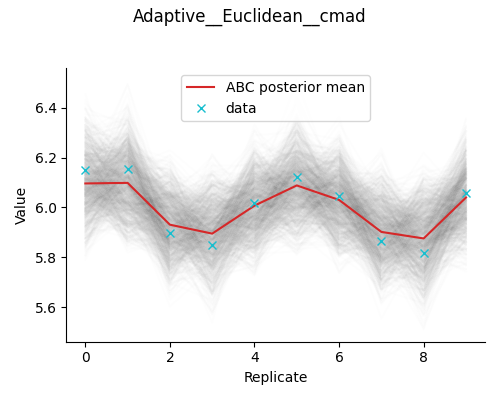 Adaptive__Euclidean__cmad
ABC posterior mean
data
6.4
6.2
6.0
5.8
5.6
Value
0 2 4 6 8
Replicate